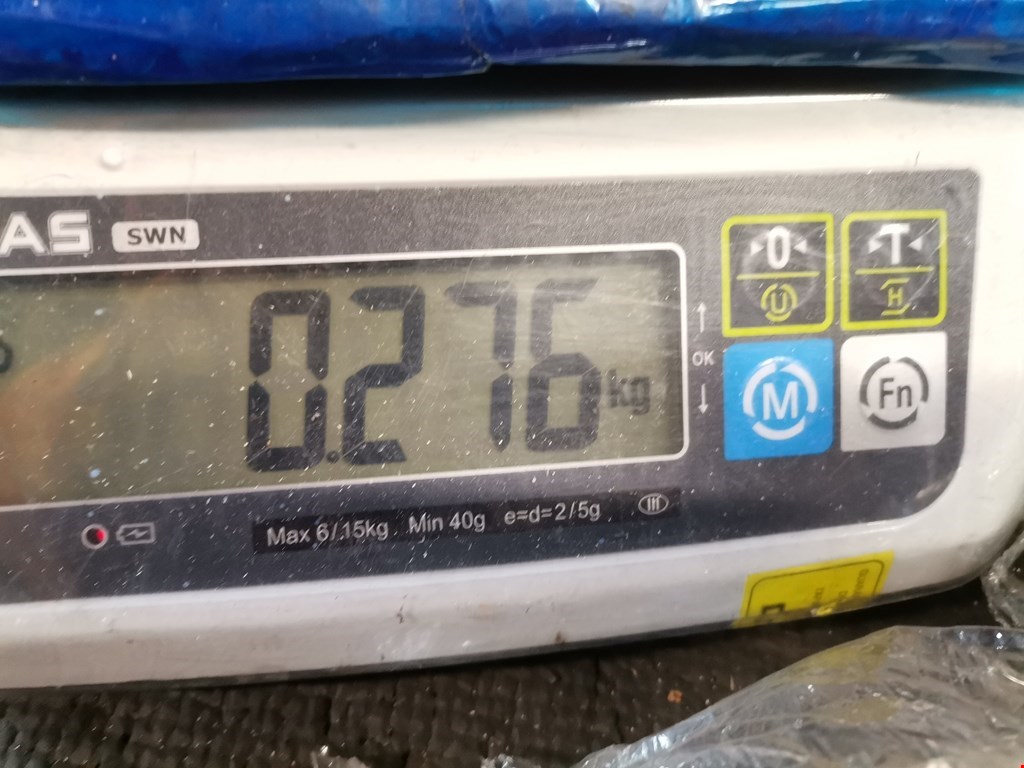 AS SWN
0.276 kg
0 T
U H
OK
M Fn
Max 6/15kg Min 40g e=d=2/5g